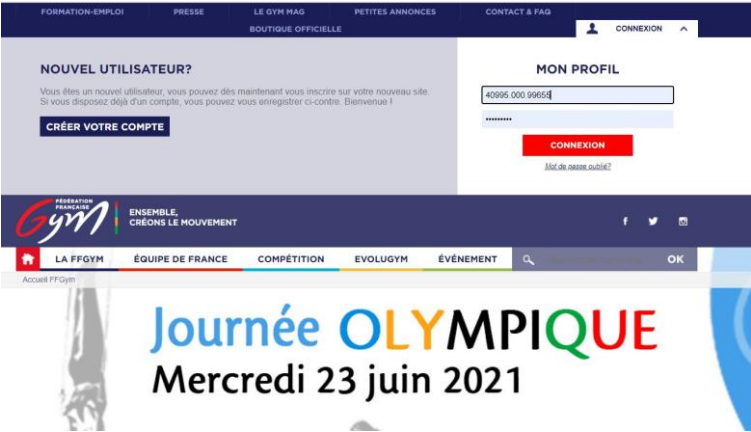 FORMATION-EMPLOI PRESSE LE GYM MAG PETITES ANNONCES CONTACT & FAQ
BOUTIQUE OFFICIELLE
CONNEXION
NOUVEL UTILISATEUR?
Vous êtes un nouvel utilisateur, vous pouvez dès maintenant vous inscrire sur votre nouveau site.
Si vous disposez déjà d'un compte, vous pouvez vous enregistrer ci-contre. Bienvenue !
CRÉER VOTRE COMPTE
MON PROFIL
40995.000.99655
•••••••••
CONNEXION
Mot de passe oublié?
FÉDÉRATION
FRANÇAISE
Gym
ENSEMBLE,
CRÉONS LE MOUVEMENT
LA FFGYM ÉQUIPE DE FRANCE COMPÉTITION EVOLUGYM ÉVÉNEMENT OK
Accueil FFGym
Journée OLYMPIQUE
Mercredi 23 juin 2021